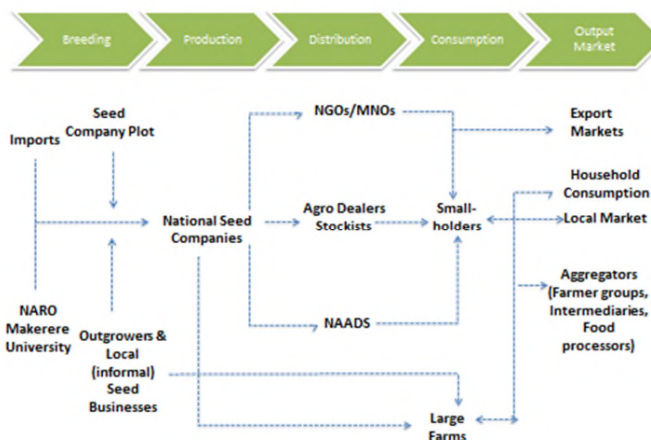 Breeding
Production
Distribution
Consumption
Output
Market
Seed
Company Plot
Imports
NGOs/MNOs
Export
Markets
Household
Consumption
National Seed
Companies
Agro Dealers
Stockists
Small-
holders
Local Market
NARO
Makerere
University
Outgrowers &
Local
(informal)
Seed
Businesses
NAADS
Aggregators
(Farmer groups,
Intermediaries,
Food
processors)
Large
Farms